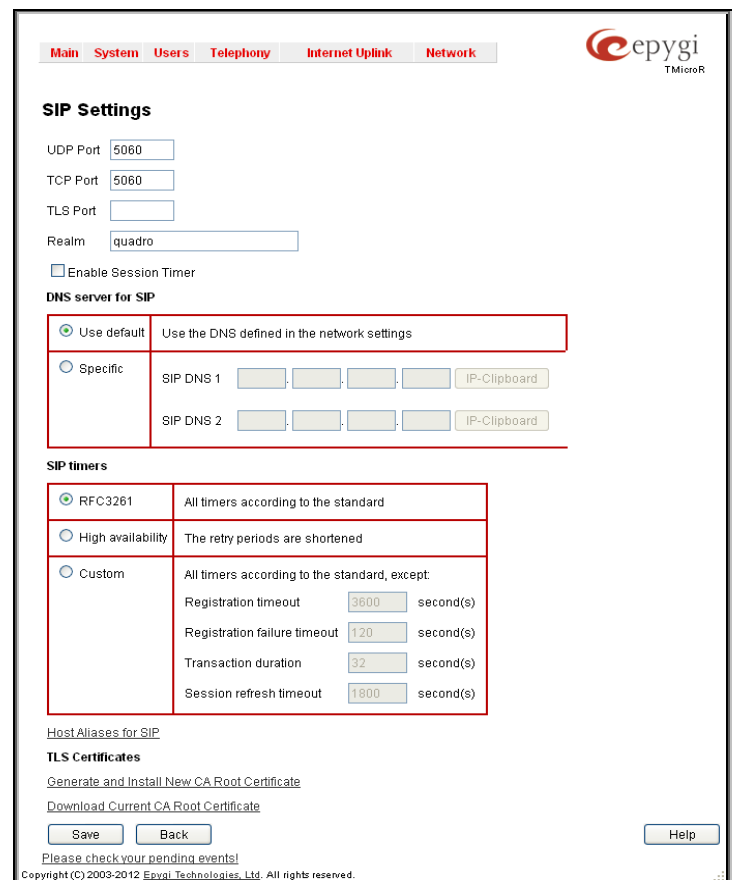 Main System Users Telephony Internet Uplink Network
epygi
TMicroR
SIP Settings
UDP Port 5060
TCP Port 5060
TLS Port
Realm quadro
Enable Session Timer
DNS server for SIP
Use default Use the DNS defined in the network settings
Specific
SIP DNS 1 . . . IP-Clipboard
SIP DNS 2 . . . IP-Clipboard
SIP timers
RFC3261 All timers according to the standard
High availability The retry periods are shortened
Custom All timers according to the standard, except:
Registration timeout 3600 second(s)
Registration failure timeout 120 second(s)
Transaction duration 32 second(s)
Session refresh timeout 1800 second(s)
Host Aliases for SIP
TLS Certificates
Generate and Install New CA Root Certificate
Download Current CA Root Certificate
Save Back Help
Please check your pending events!
Copyright (C) 2003-2012 Epygi Technologies, Ltd. All rights reserved.